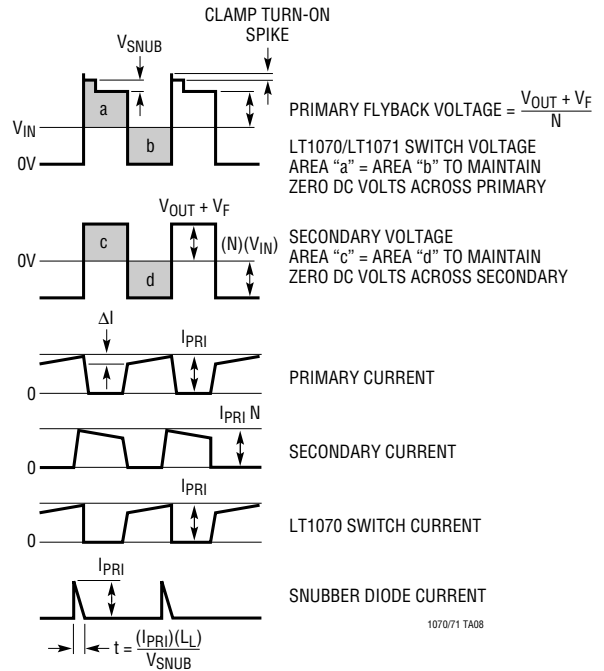 CLAMP TURN-ON
SPIKE
VSNUB
a
PRIMARY FLYBACK VOLTAGE = VOUT + VF
N
VIN
b
LT1070/LT1071 SWITCH VOLTAGE
0V
AREA “a” = AREA “b” TO MAINTAIN
ZERO DC VOLTS ACROSS PRIMARY
VOUT + VF
c
(N)(VIN)
SECONDARY VOLTAGE
0V
AREA “c” = AREA “d” TO MAINTAIN
d
ZERO DC VOLTS ACROSS SECONDARY
∆I
IPRI
PRIMARY CURRENT
0
IPRI N
SECONDARY CURRENT
0
IPRI
LT1070 SWITCH CURRENT
0
IPRI
SNUBBER DIODE CURRENT
0
1070/71 TA08
t = (IPRI)(LL)
VSNUB